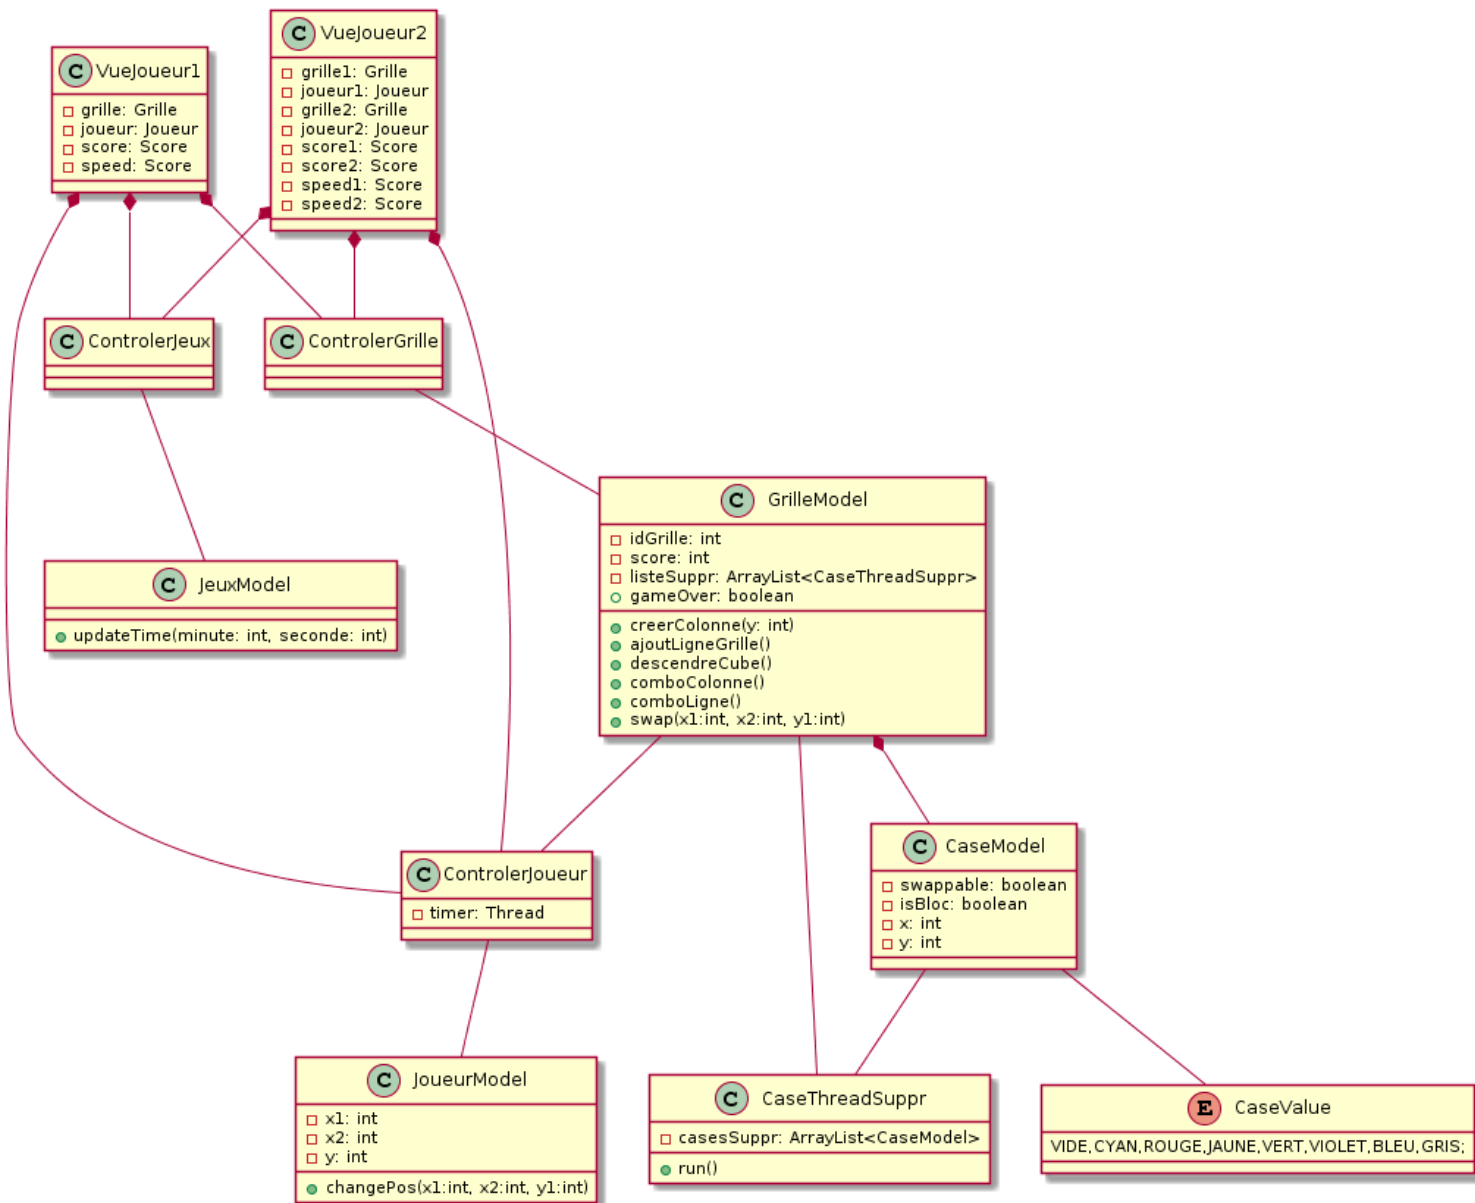 C VueJoueur1
grille: Grille
joueur: Joueur
score: Score
speed: Score
C VueJoueur2
grille1: Grille
joueur1: Joueur
grille2: Grille
joueur2: Joueur
score1: Score
score2: Score
speed1: Score
speed2: Score
C ControlerJeux
C ControlerGrille
C GrilleModel
idGrille: int
score: int
listeSuppr: ArrayList<CaseThreadSuppr>
gameOver: boolean
creerColonne(y: int)
ajoutLigneGrille()
descendreCube()
comboColonne()
comboLigne()
swap(x1:int, x2:int, y1:int)
C JeuxModel
updateTime(minute: int, seconde: int)
C ControlerJoueur
timer: Thread
C CaseModel
swappable: boolean
isBloc: boolean
x: int
y: int
C JoueurModel
x1: int
x2: int
y: int
changePos(x1:int, x2:int, y1:int)
C CaseThreadSuppr
casesSuppr: ArrayList<CaseModel>
run()
E CaseValue
VIDE,CYAN,ROUGE,JAUNE,VERT,VIOLET,BLEU,GRIS;